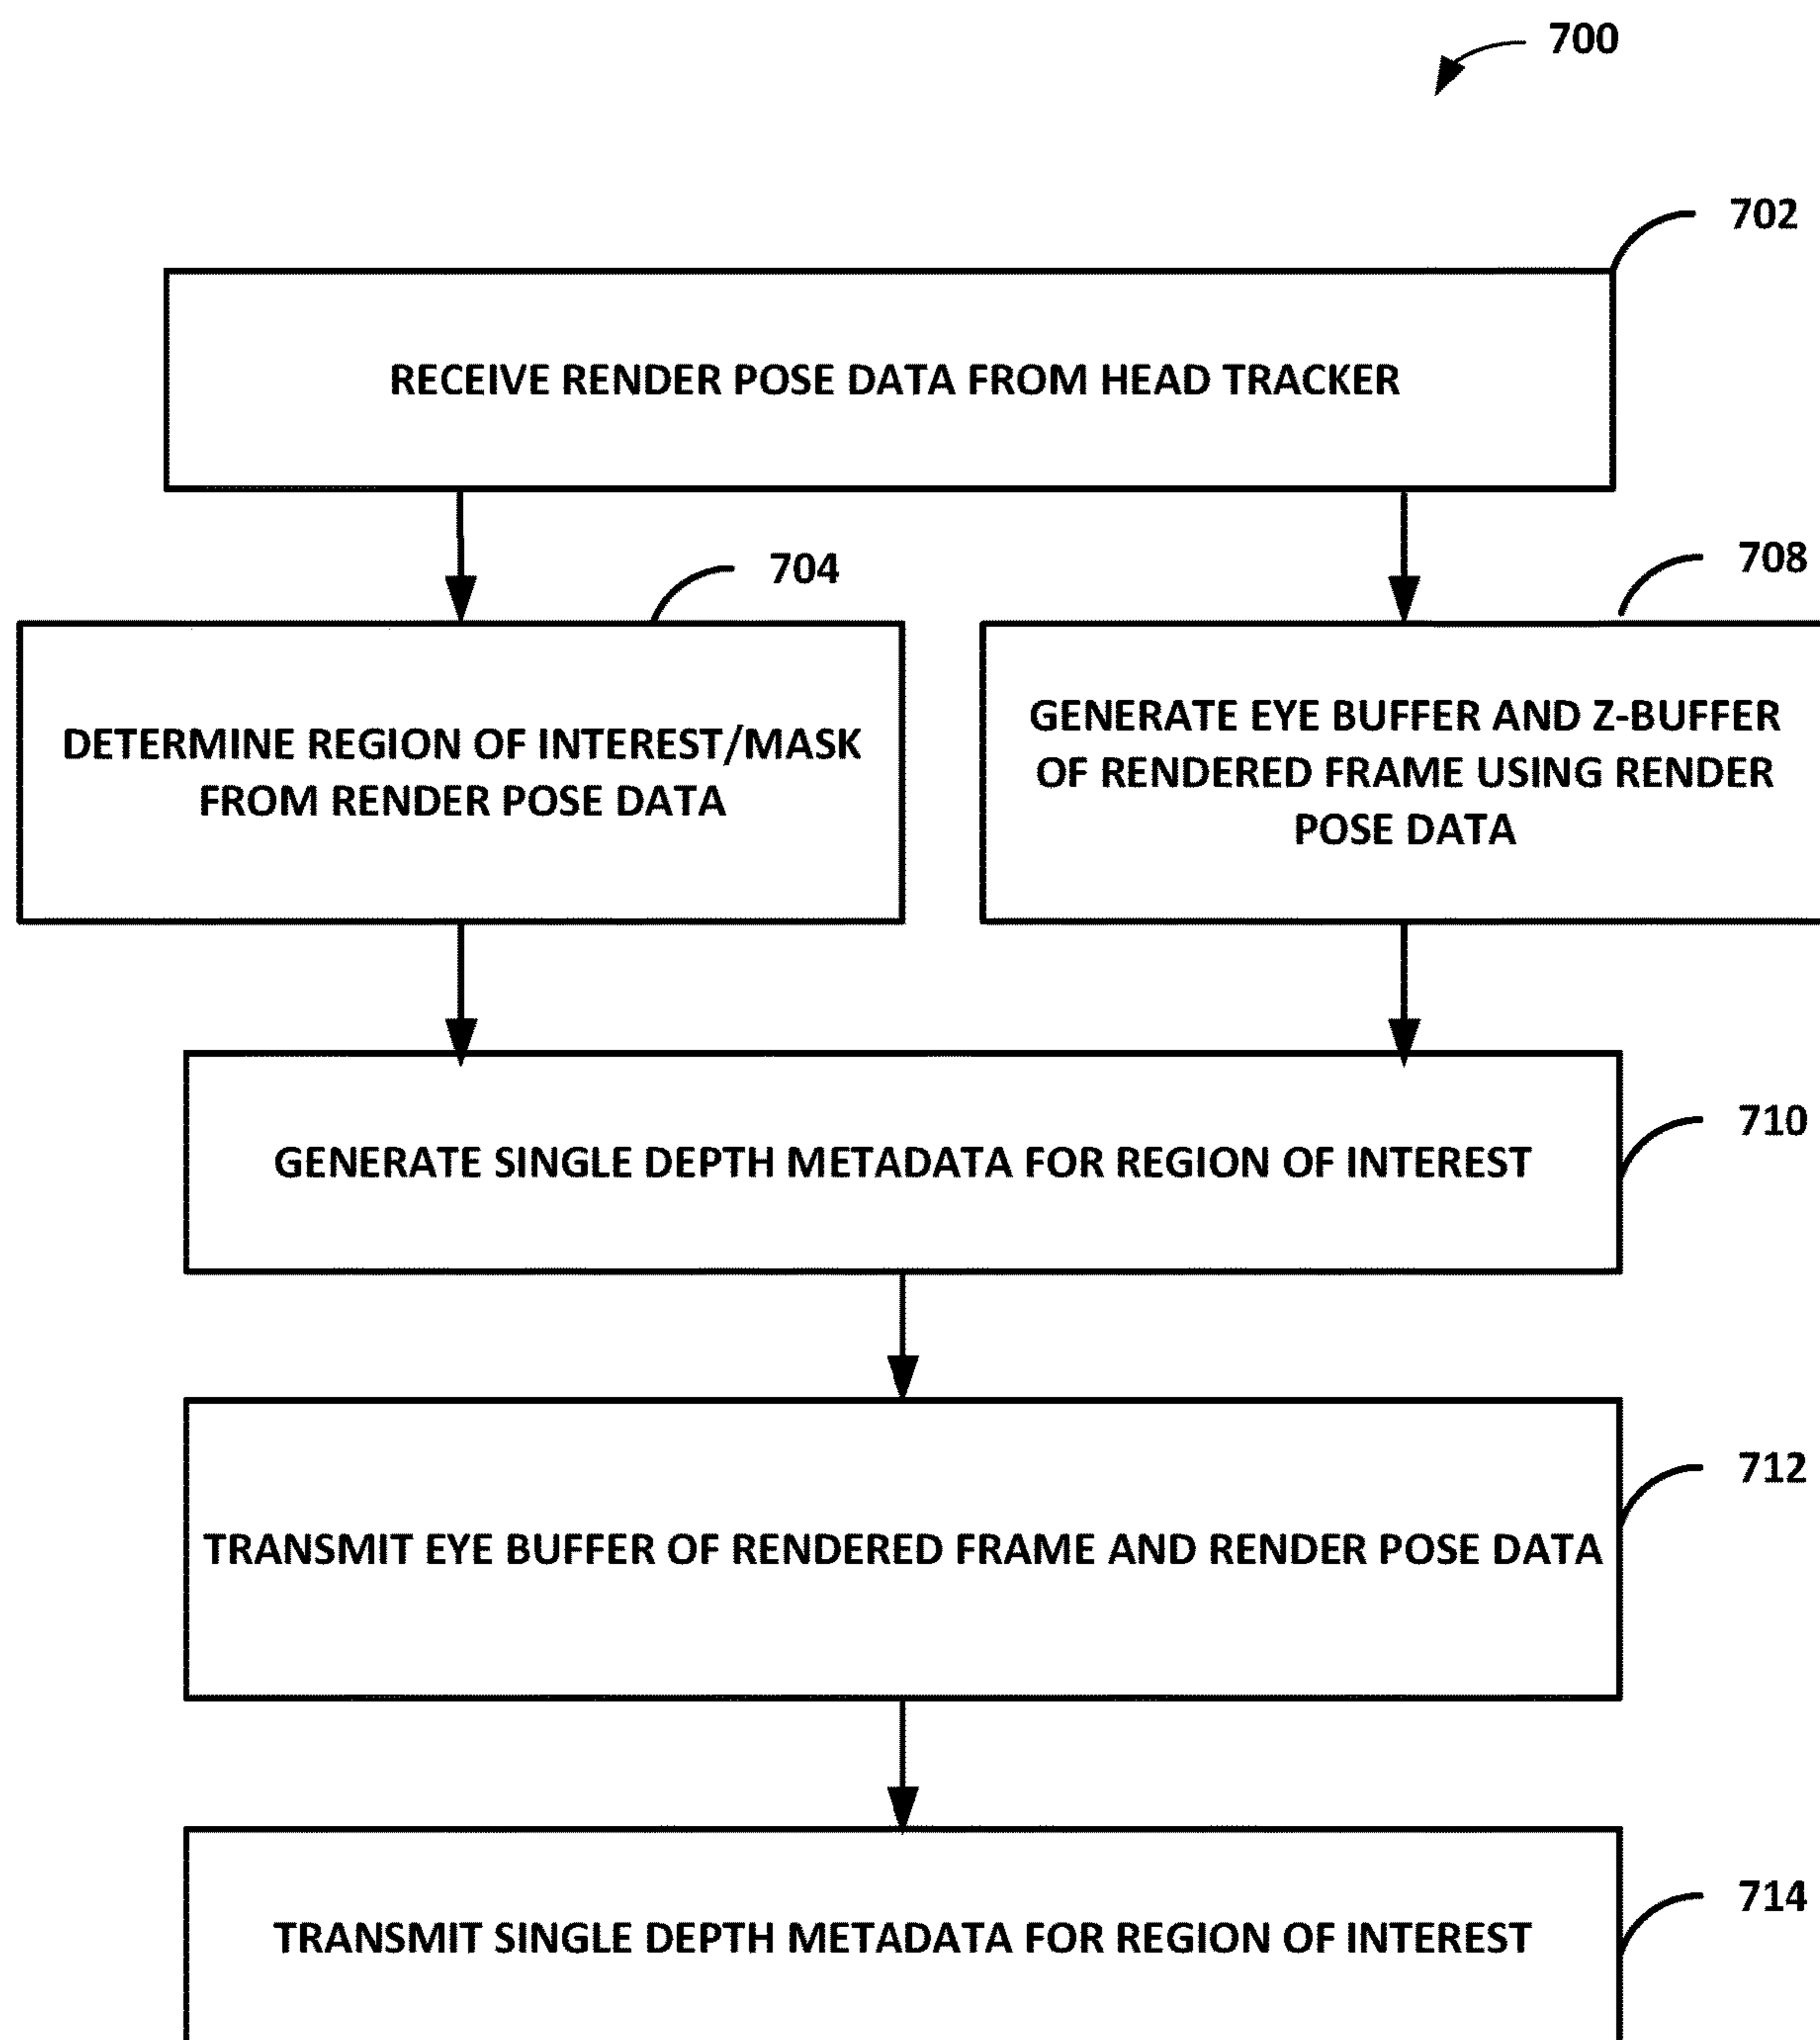 700
702
RECEIVE RENDER POSE DATA FROM HEAD TRACKER
704
708
DETERMINE REGION OF INTEREST/MASK
FROM RENDER POSE DATA
GENERATE EYE BUFFER AND Z-BUFFER
OF RENDERED FRAME USING RENDER
POSE DATA
710
GENERATE SINGLE DEPTH METADATA FOR REGION OF INTEREST
712
TRANSMIT EYE BUFFER OF RENDERED FRAME AND RENDER POSE DATA
714
TRANSMIT SINGLE DEPTH METADATA FOR REGION OF INTEREST